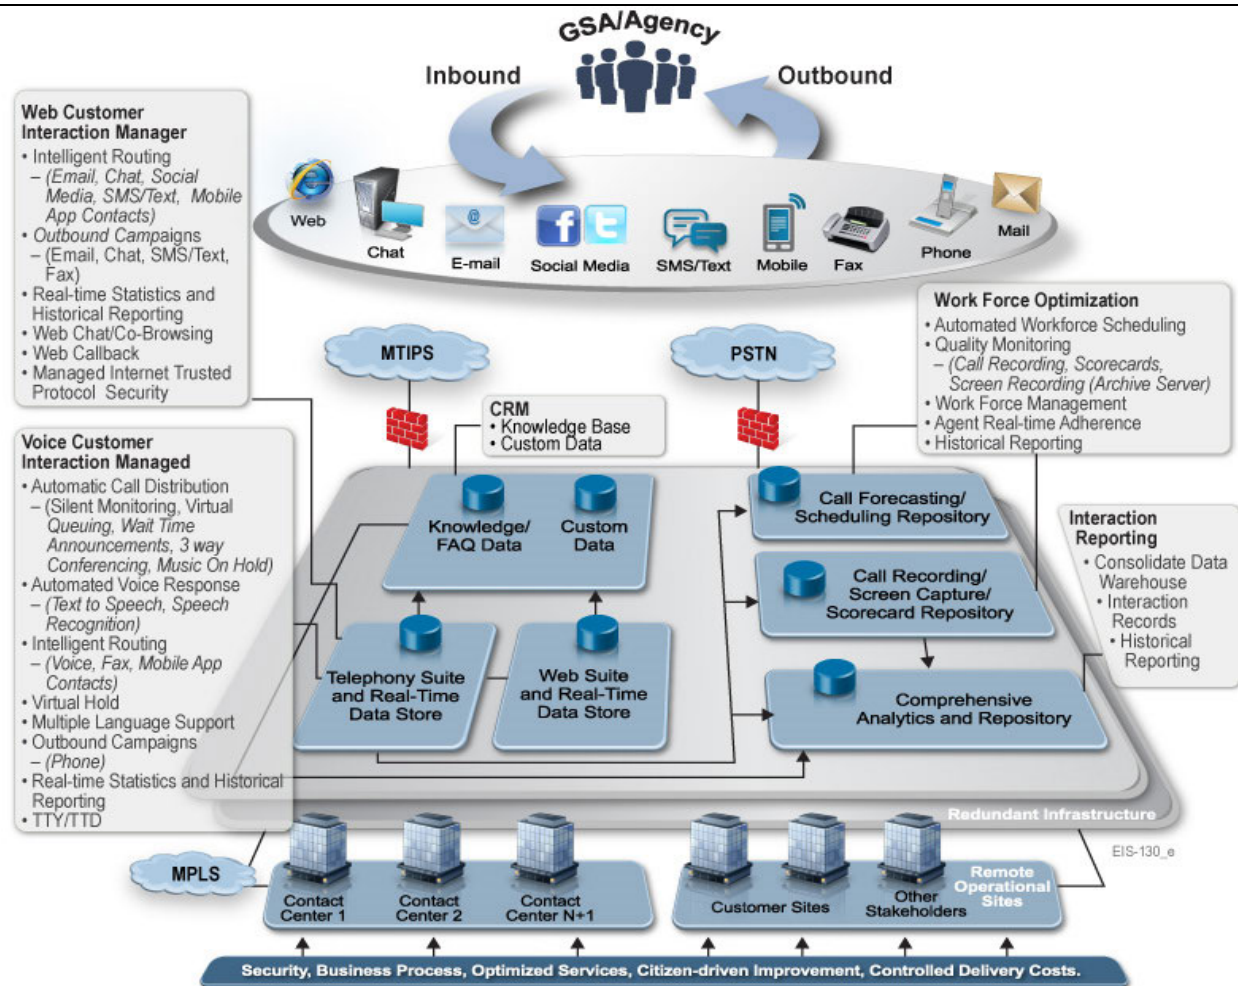 GSA/Agency
Inbound
Outbound
Web Customer
Interaction Manager
• Intelligent Routing
– (Email, Chat, Social
Media, SMS/Text, Mobile
App Contacts)
• Outbound Campaigns
– (Email, Chat, SMS/Text,
Fax)
• Real-time Statistics and
Historical Reporting
• Web Chat/Co-Browsing
• Web Callback
• Managed Internet Trusted
Protocol Security
Web
Chat
E-mail
Social Media
SMS/Text
Mobile
Fax
Phone
Mail
MTIPS
PSTN
Work Force Optimization
• Automated Workforce Scheduling
• Quality Monitoring
– (Call Recording, Scorecards,
Screen Recording (Archive Server)
• Work Force Management
• Agent Real-time Adherence
• Historical Reporting
CRM
• Knowledge Base
• Custom Data
Voice Customer
Interaction Managed
• Automatic Call Distribution
– (Silent Monitoring, Virtual
Queuing, Wait Time
Announcements, 3 way
Conferencing, Music On Hold)
• Automated Voice Response
– (Text to Speech, Speech
Recognition)
• Intelligent Routing
– (Voice, Fax, Mobile App
Contacts)
• Virtual Hold
• Multiple Language Support
• Outbound Campaigns
– (Phone)
• Real-time Statistics and Historical
Reporting
• TTY/TTD
Knowledge/
FAQ Data
Custom
Data
Call Forecasting/
Scheduling Repository
Call Recording/
Screen Capture/
Scorecard Repository
Interaction
Reporting
• Consolidate Data
Warehouse
• Interaction
Records
• Historical
Reporting
Telephony Suite
and Real-Time
Data Store
Web Suite
and Real-Time
Data Store
Comprehensive
Analytics and Repository
Redundant Infrastructure
EIS-130_e
MPLS
Contact
Center 1
Contact
Center 2
Contact
Center N+1
Customer Sites
Other
Stakeholders
Remote
Operational
Sites
Security, Business Process, Optimized Services, Citizen-driven Improvement, Controlled Delivery Costs.